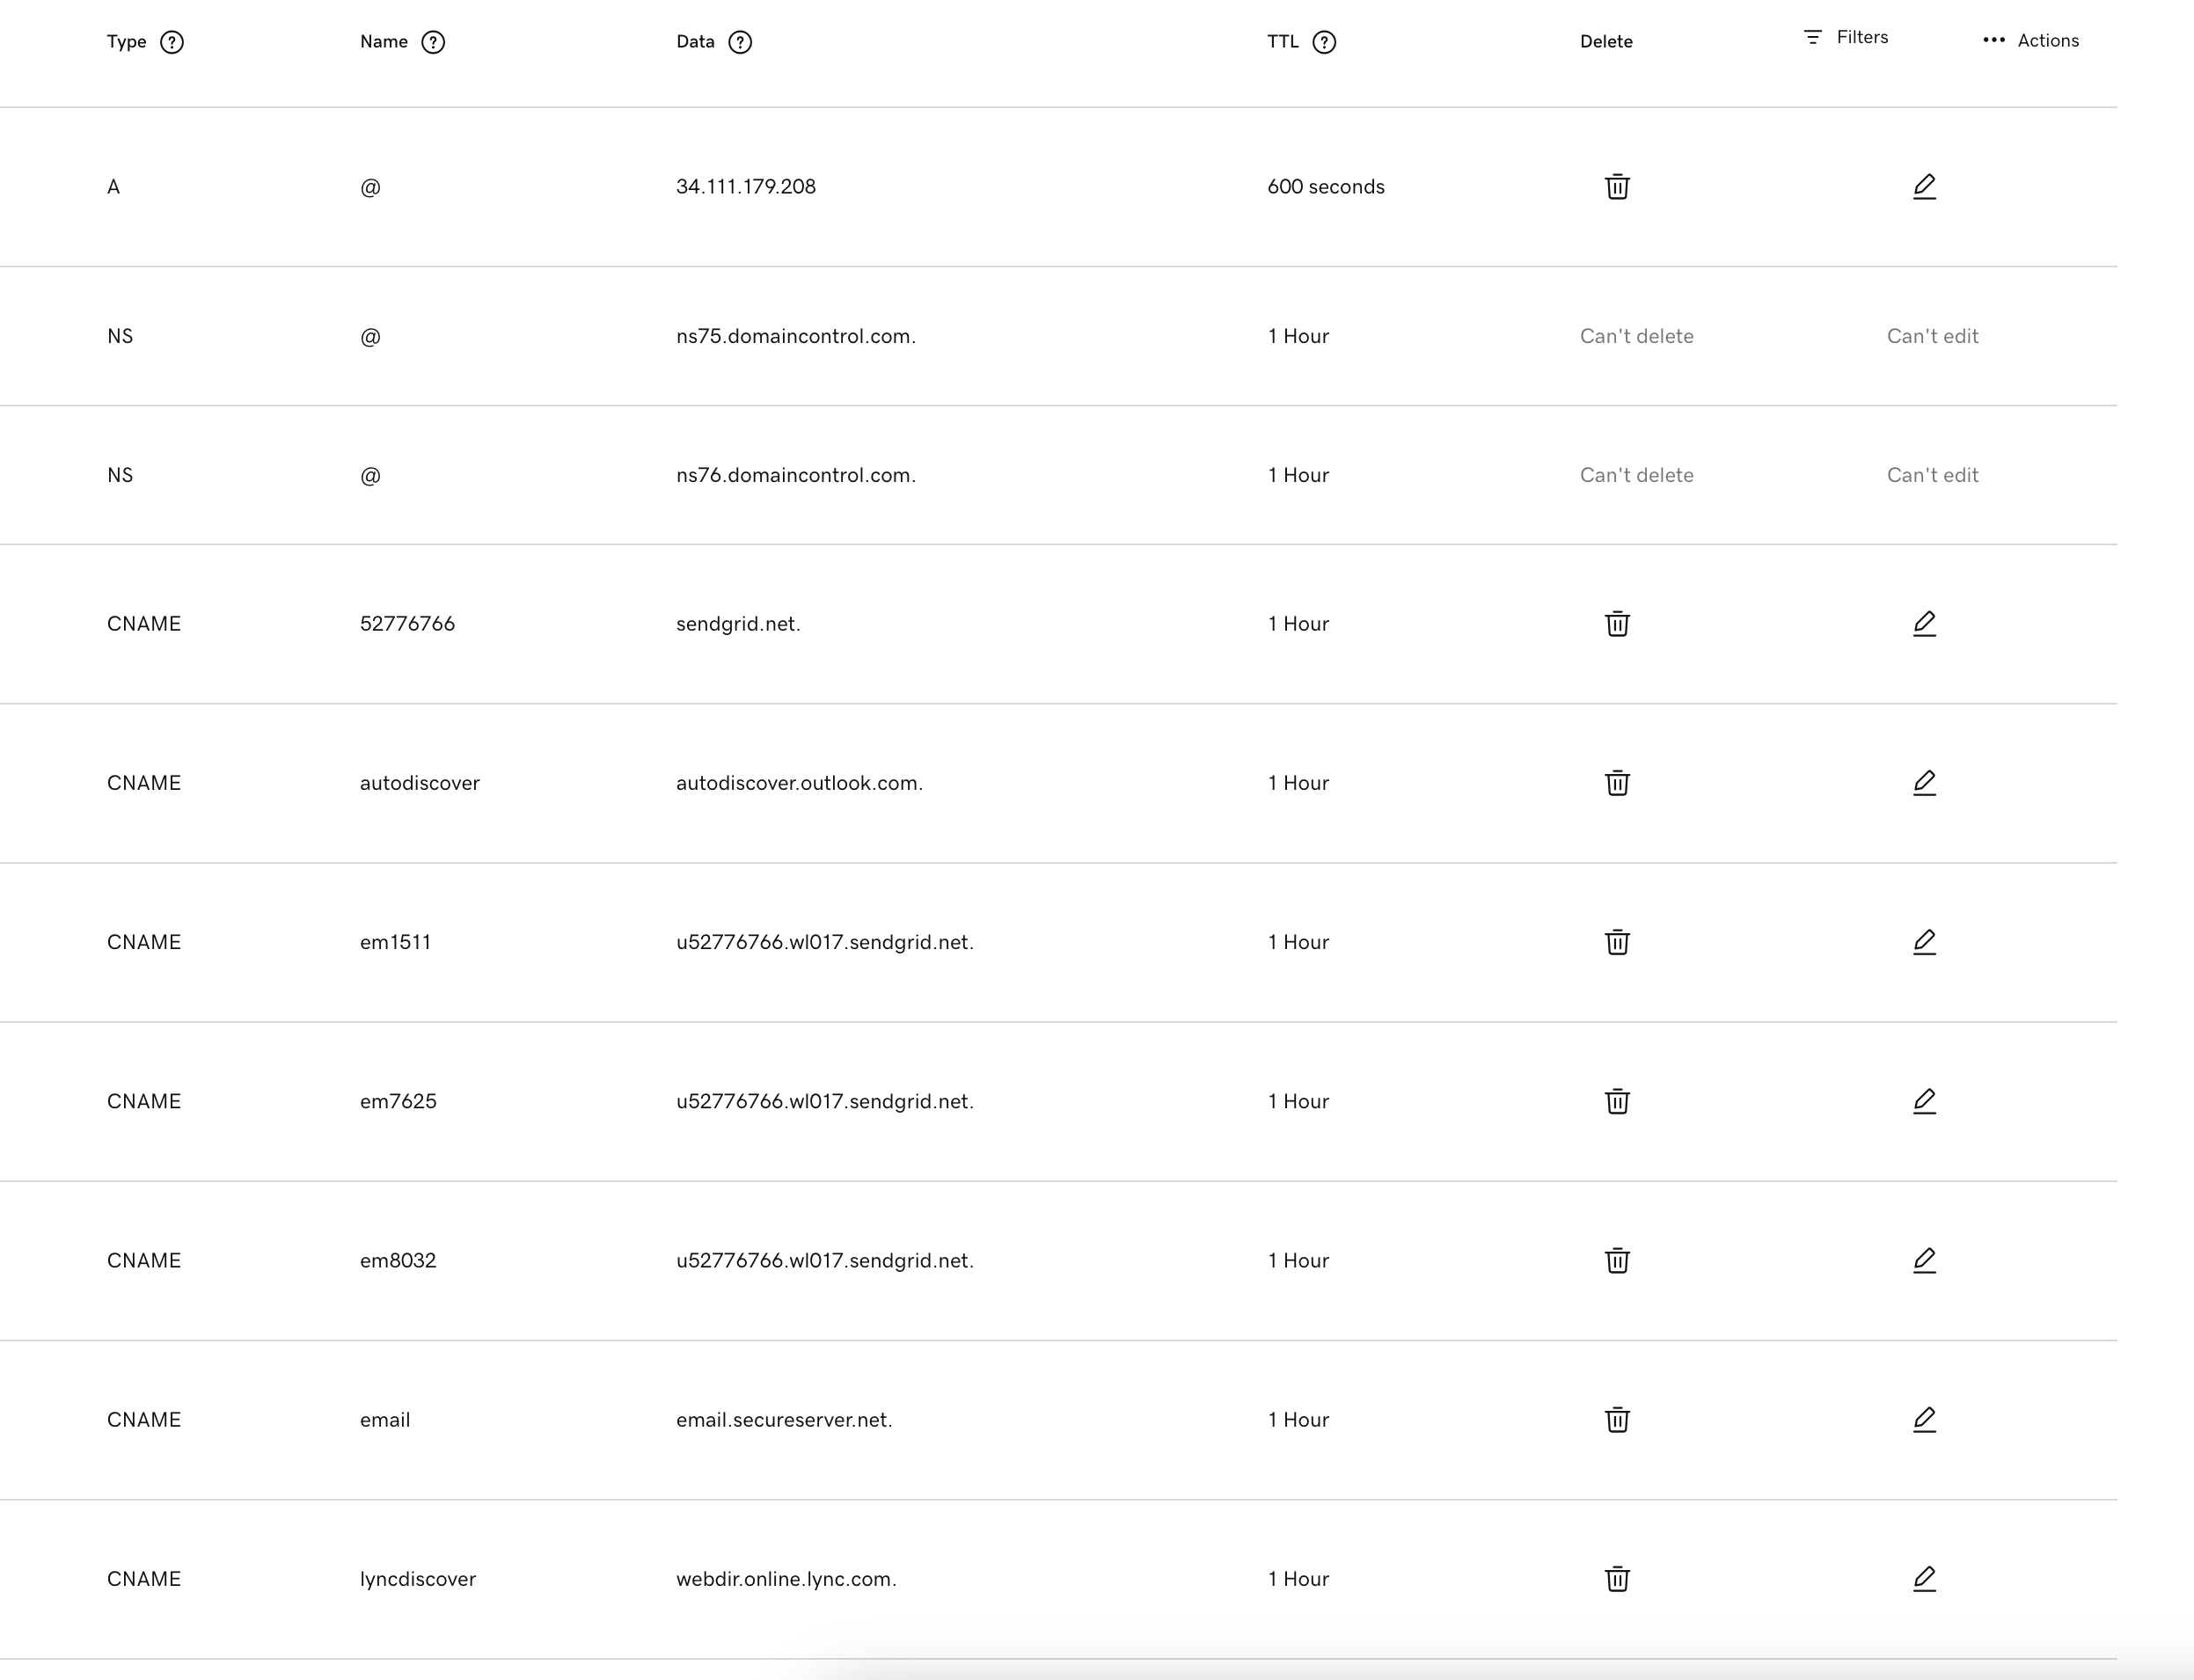 Type Name Data TTL Delete Filters Actions
A @ 34.111.179.208 600 seconds
NS @ ns75.domaincontrol.com. 1 Hour Can't delete Can't edit
NS @ ns76.domaincontrol.com. 1 Hour Can't delete Can't edit
CNAME 52776766 sendgrid.net. 1 Hour
CNAME autodiscover autodiscover.outlook.com. 1 Hour
CNAME em1511 u52776766.wl017.sendgrid.net. 1 Hour
CNAME em7625 u52776766.wl017.sendgrid.net. 1 Hour
CNAME em8032 u52776766.wl017.sendgrid.net. 1 Hour
CNAME email email.secureserver.net. 1 Hour
CNAME lyncdiscover webdir.online.lync.com. 1 Hour